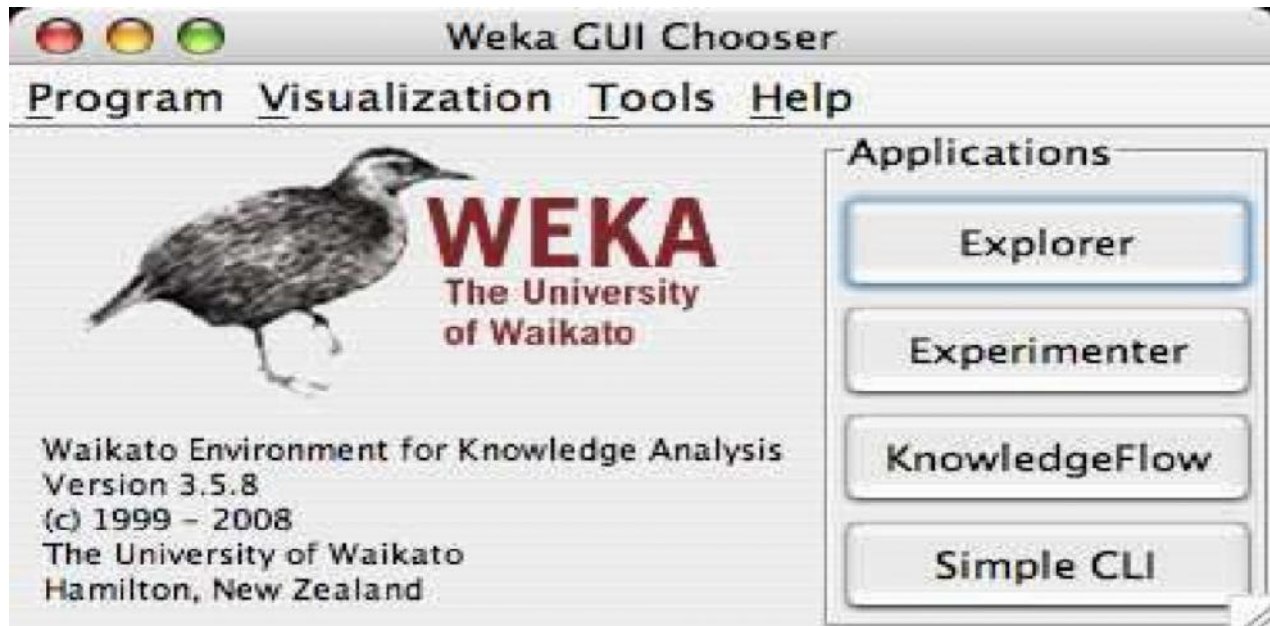 Weka GUI Chooser
Program Visualization Tools Help
WEKA
The University
of Waikato
Waikato Environment for Knowledge Analysis
Version 3.5.8
(c) 1999 – 2008
The University of Waikato
Hamilton, New Zealand
Applications
Explorer
Experimenter
KnowledgeFlow
Simple CLI